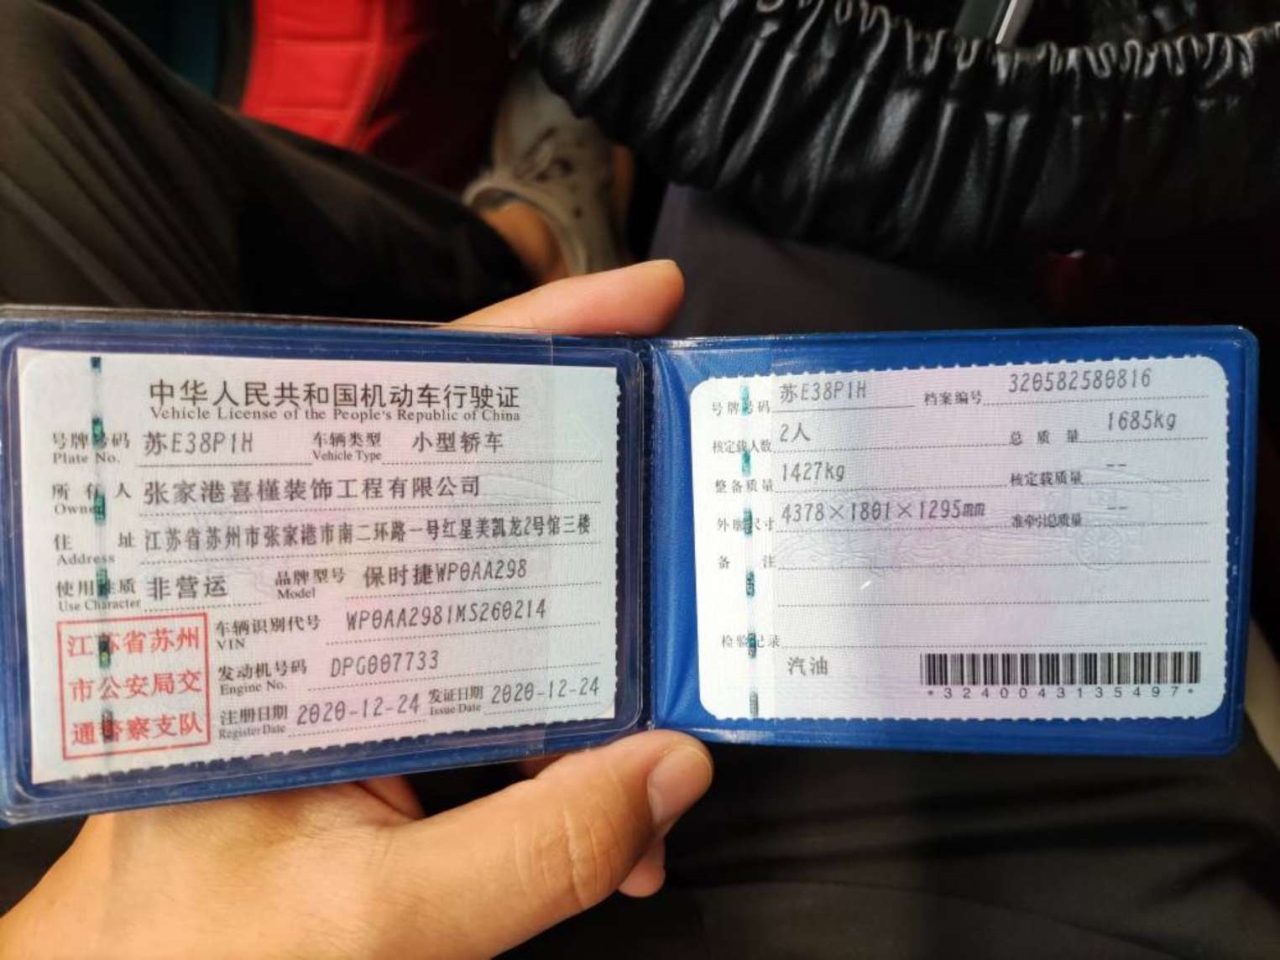 中华人民共和国机动车行驶证
Vehicle License of the People's Republic of China
号牌号码 苏E38P1H 车辆类型 小型轿车
Plate No. Vehicle Type
所有人 张家港喜槿装饰工程有限公司
Owner
住址 江苏省苏州市张家港市南二环路一号红星美凯龙2号馆三楼
Address
使用性质 非营运 品牌型号 保时捷WP0AA298
Use Character Model
江苏省苏州
市公安局交
通警察支队
车辆识别代号 WP0AA2981MS260214
VIN
发动机号码 DPG007733
Engine No.
注册日期 2020-12-24 发证日期 2020-12-24
Register Date Issue Date
号牌号码 苏E38P1H 档案编号 320582580816
核定载人数 2人 总质量 1685kg
整备质量 1427kg 核定载质量 --
外廓尺寸 4378×1801×1295mm 准牵引总质量 --
备注
检验记录
汽油
*3240043135497*